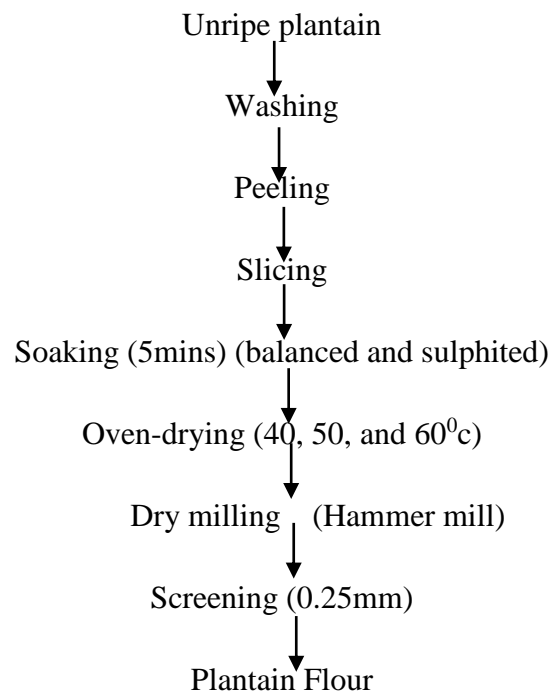 Unripe plantain
Washing
Peeling
Slicing
Soaking (5mins) (balanced and sulphited)
Oven-drying (40, 50, and 60⁰c)
Dry milling (Hammer mill)
Screening (0.25mm)
Plantain Flour